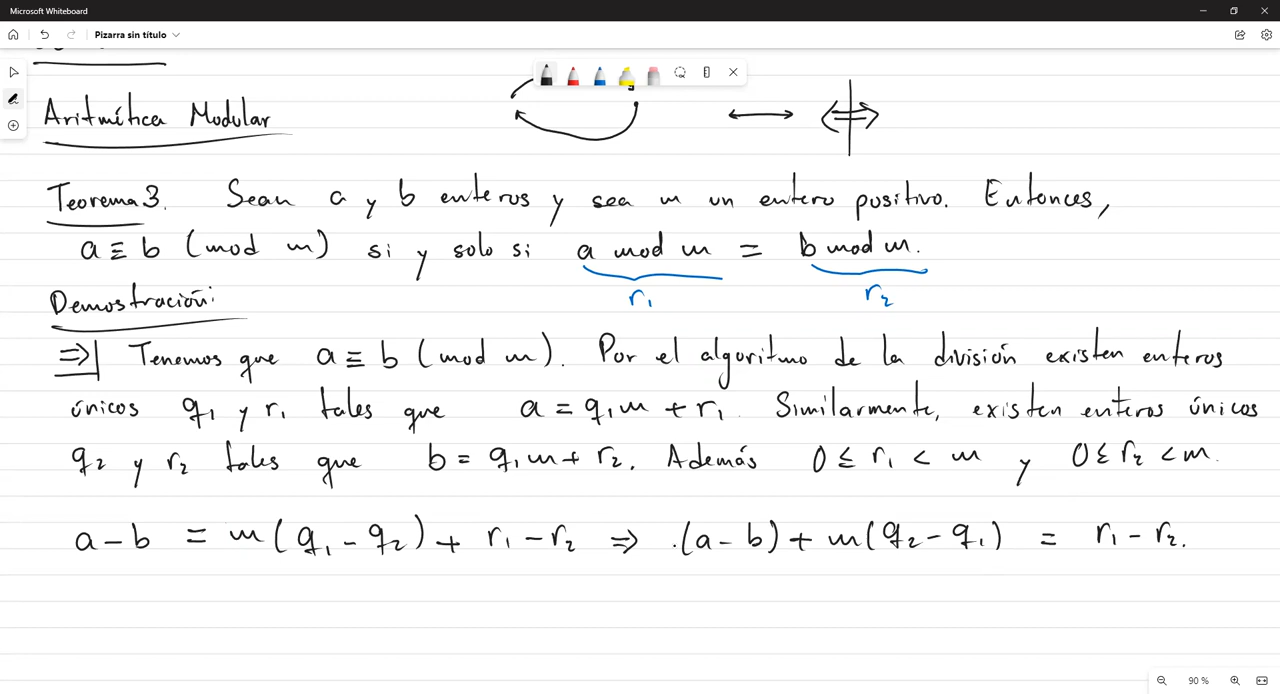 Microsoft Whiteboard
Pizarra sin título
Aritmética Modular
Teorema 3. Sean a y b enteros y sea m un entero positivo. Entonces,
a ≡ b (mod m) si y solo si a mod m = b mod m.
r₁ r₂
Demostración:
⇒| Tenemos que a ≡ b (mod m). Por el algoritmo de la división existen enteros
únicos q₁ y r₁ tales que a = q₁m + r₁. Similarmente, existen enteros únicos
q₂ y r₂ tales que b = q₁m + r₂. Además 0 ≤ r₁ < m y 0 ≤ r₂ < m.
a - b = m(q₁ - q₂) + r₁ - r₂ ⇒ (a - b) + m(q₂ - q₁) = r₁ - r₂.
90 %